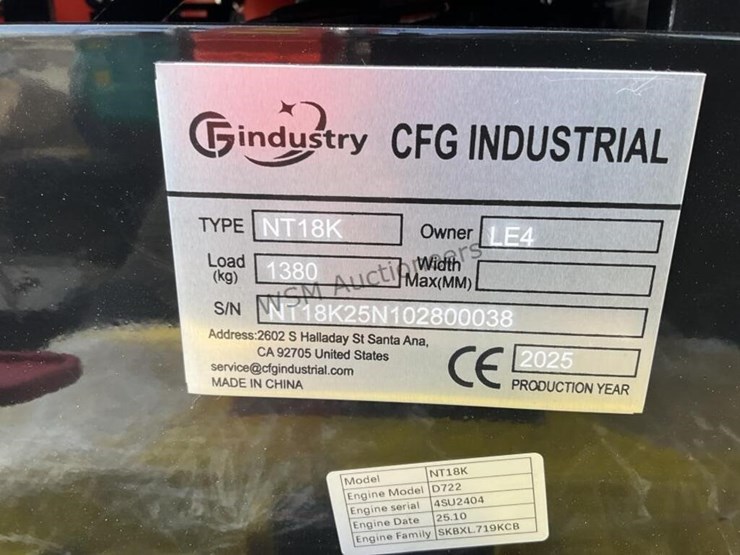 CFG industry CFG INDUSTRIAL
TYPE NT18K Owner LE4
Load (kg) 1380 Width Max(MM)
S/N NT18K25N102800038
Address:2602 S Halladay St Santa Ana,
CA 92705 United States
service@cfgindustrial.com
MADE IN CHINA
CE 2025
PRODUCTION YEAR
WSM Auctioneers
Model NT18K
Engine Model D722
Engine serial 4SU2404
Engine Date 25.10
Engine Family SKBXL.719KCB